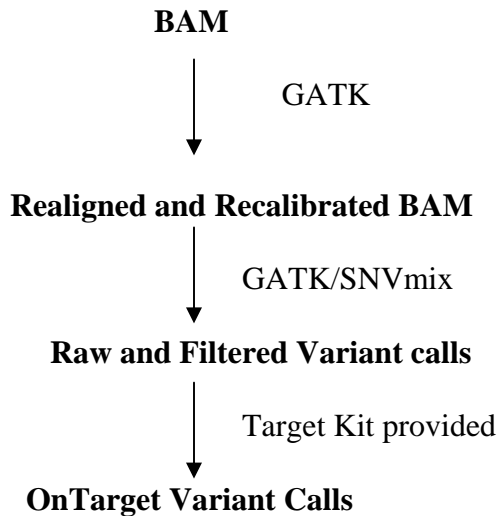 BAM
GATK
Realigned and Recalibrated BAM
GATK/SNVmix
Raw and Filtered Variant calls
Target Kit provided
OnTarget Variant Calls